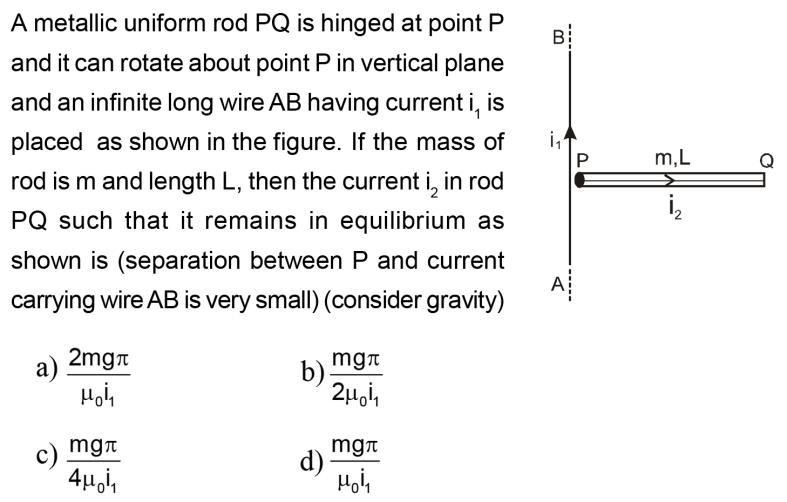 A metallic uniform rod PQ is hinged at point P
and it can rotate about point P in vertical plane
and an infinite long wire AB having current i₁ is
placed as shown in the figure. If the mass of
rod is m and length L, then the current i₂ in rod
PQ such that it remains in equilibrium as
shown is (separation between P and current
carrying wire AB is very small) (consider gravity)
B
i₁
P
m,L
Q
i₂
A
a) 2mgπ / μ₀i₁
b) mgπ / 2μ₀i₁
c) mgπ / 4μ₀i₁
d) mgπ / μ₀i₁